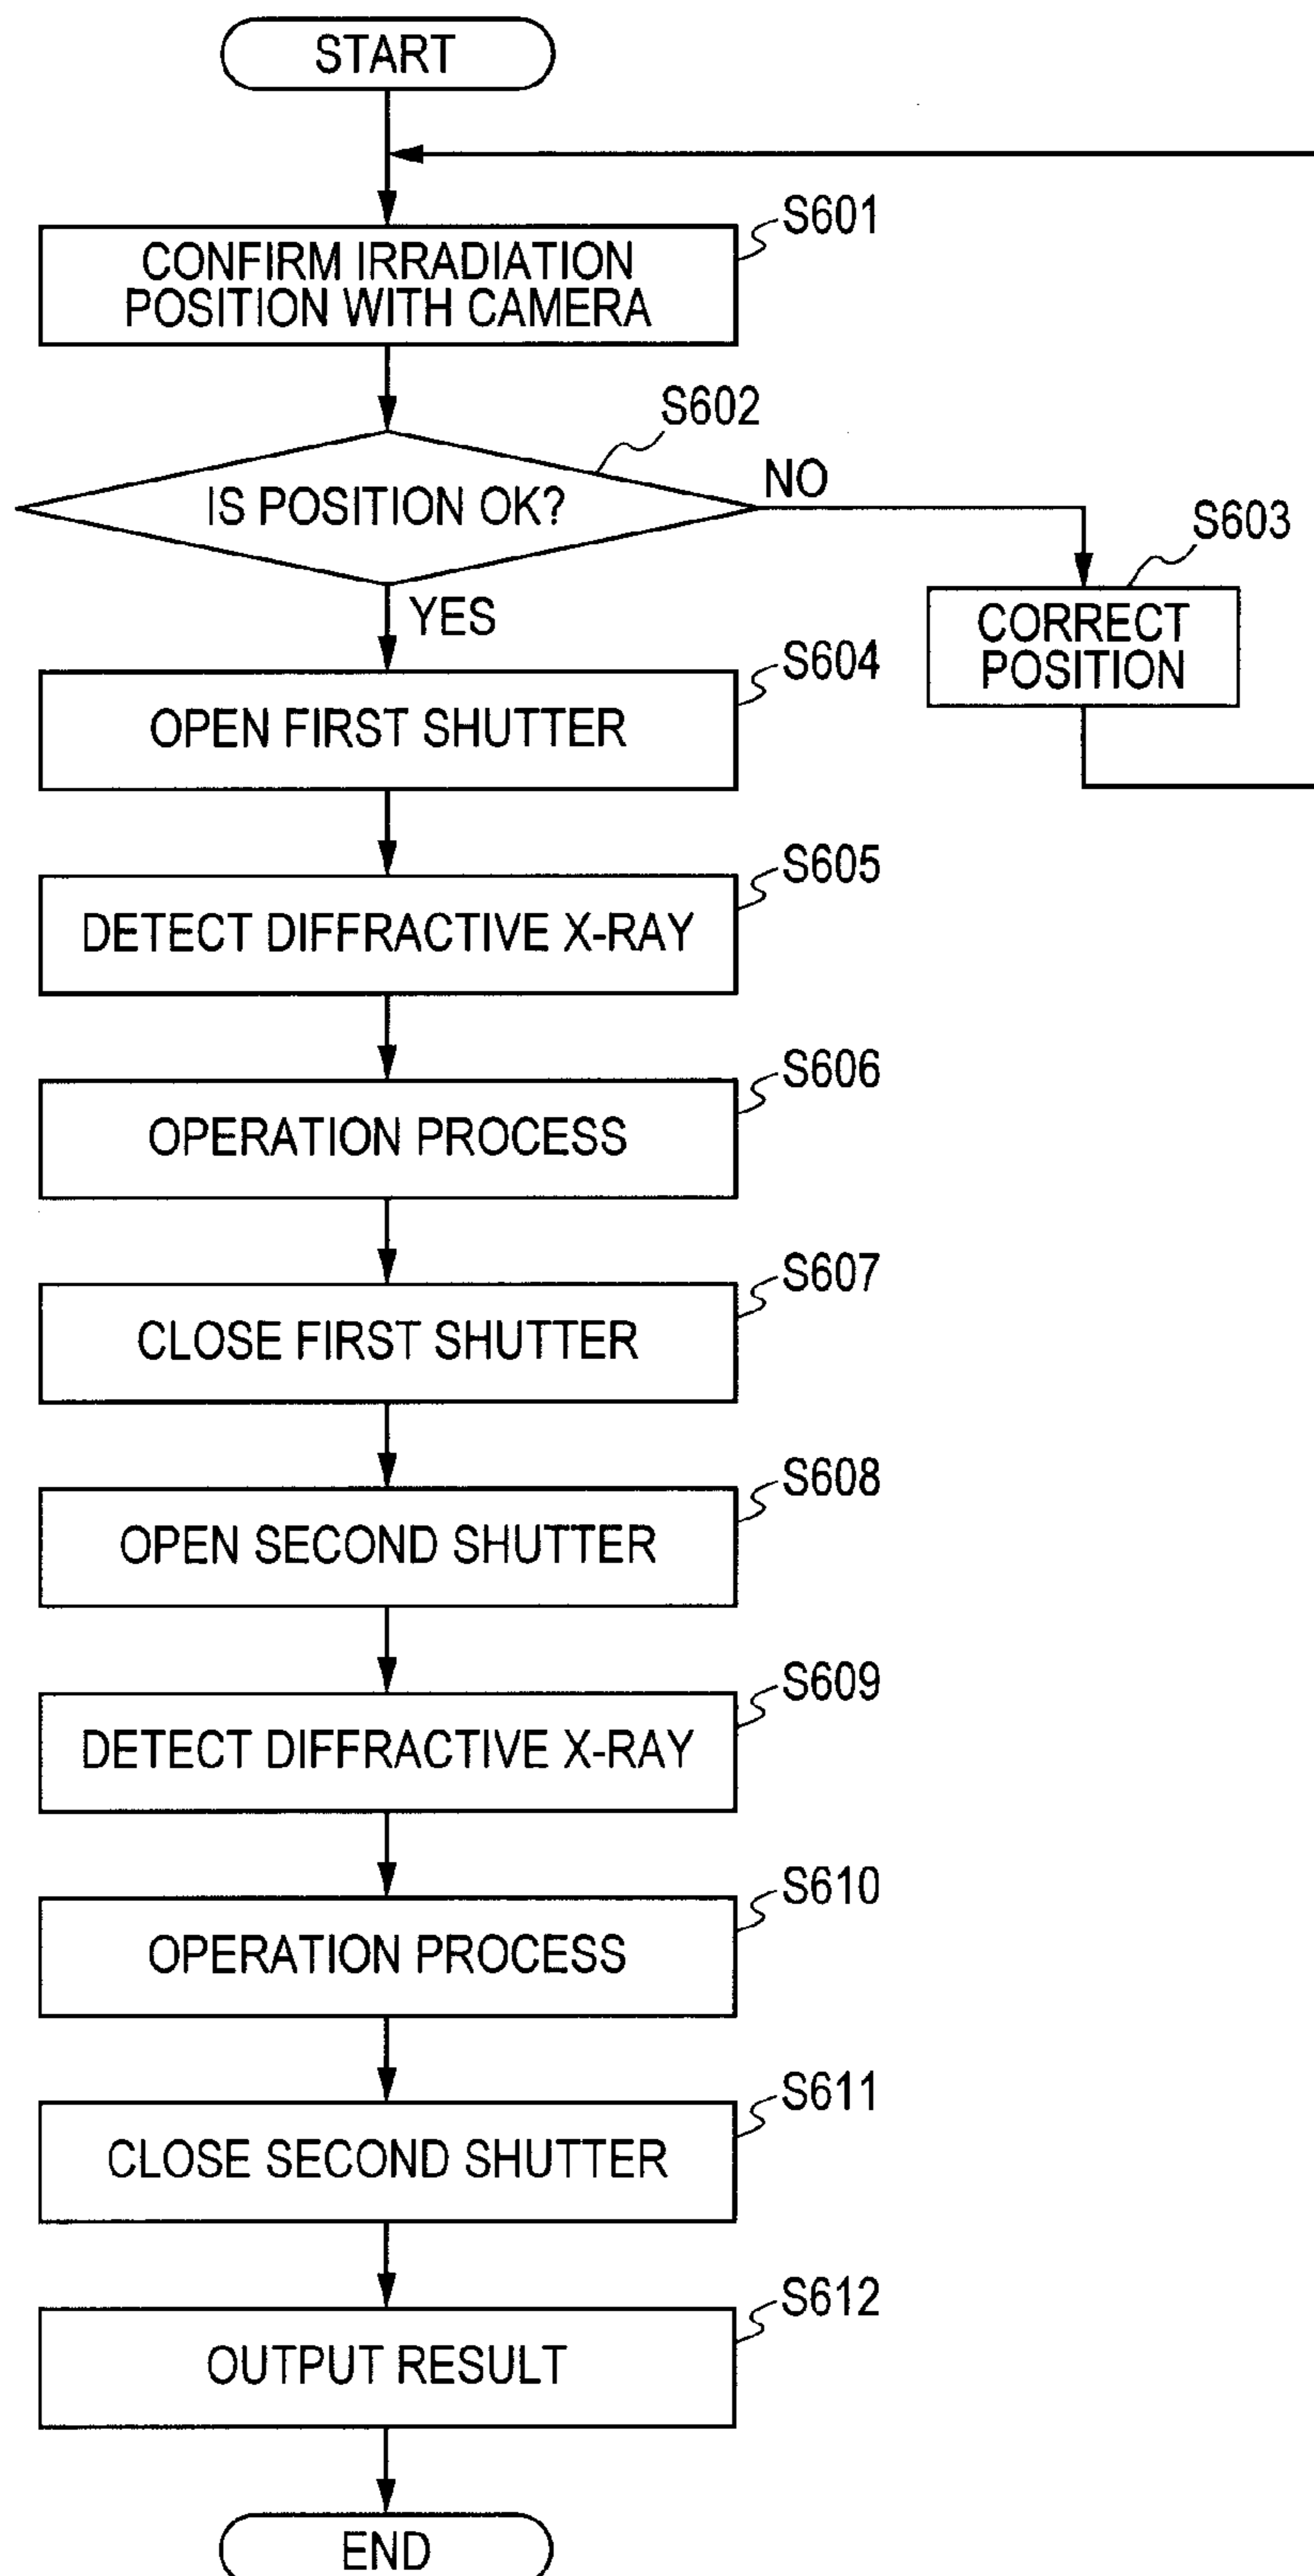 START
S601
CONFIRM IRRADIATION
POSITION WITH CAMERA
S602
IS POSITION OK?
NO
S603
CORRECT
POSITION
YES
S604
OPEN FIRST SHUTTER
S605
DETECT DIFFRACTIVE X-RAY
S606
OPERATION PROCESS
S607
CLOSE FIRST SHUTTER
S608
OPEN SECOND SHUTTER
S609
DETECT DIFFRACTIVE X-RAY
S610
OPERATION PROCESS
S611
CLOSE SECOND SHUTTER
S612
OUTPUT RESULT
END